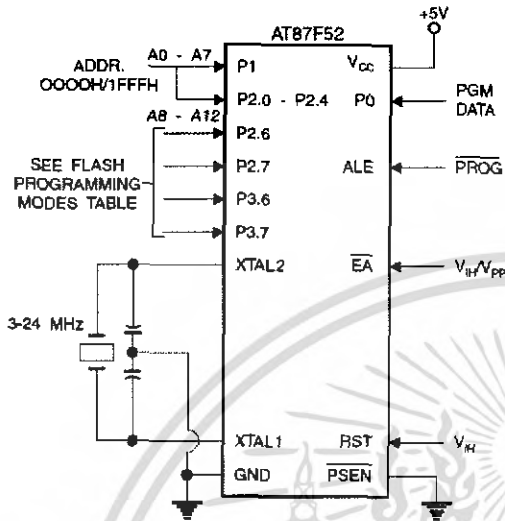 AT87F52
+5V
A0 - A7
ADDR.
OOOOH/1FFFH
P1
VCC
P2.0 - P2.4
P0
PGM
DATA
A8 - A12
P2.6
SEE FLASH
PROGRAMMING
MODES TABLE
P2.7
ALE
PROG
P3.6
P3.7
XTAL2
EA
VIH/VPP
3-24 MHz
XTAL1
RST
VIH
GND
PSEN